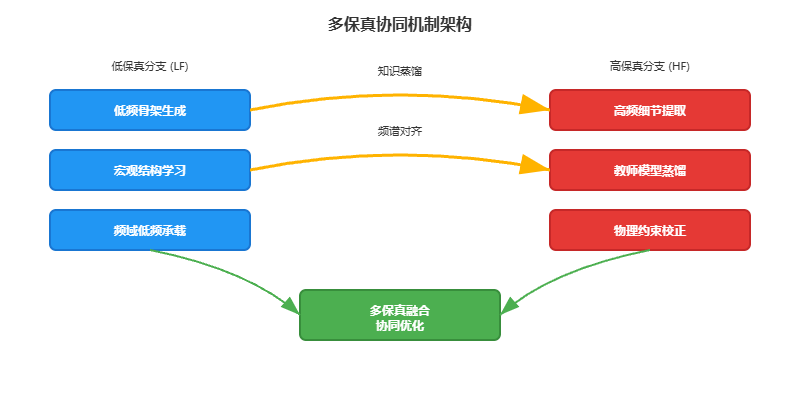 多保真协同机制架构
低保真分支 (LF)
知识蒸馏
高保真分支 (HF)
低频骨架生成
高频细节提取
频谱对齐
宏观结构学习
教师模型蒸馏
频域低频承载
物理约束校正
多保真融合
协同优化